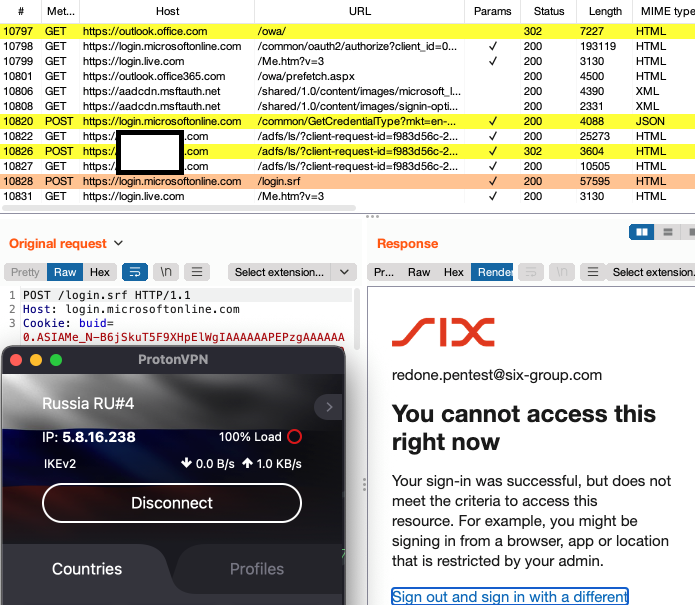 # Met... Host URL Params Status Length MIME type
10797 GET https://outlook.office.com /owa/ 302 7227 HTML
10798 GET https://login.microsoftonline.com /common/oauth2/authorize?client_id=0... ✓ 200 193119 HTML
10799 GET https://login.live.com /Me.htm?v=3 ✓ 200 3130 HTML
10801 GET https://outlook.office365.com /owa/prefetch.aspx 200 4500 HTML
10806 GET https://aadcdn.msftauth.net /shared/1.0/content/images/microsoft_l... 200 4390 XML
10808 GET https://aadcdn.msftauth.net /shared/1.0/content/images/signin-opti... 200 2331 XML
10820 POST https://login.microsoftonline.com /common/GetCredentialType?mkt=en-... ✓ 200 4088 JSON
10822 GET https:/ .com /adfs/ls/?client-request-id=f983d56c-2... ✓ 200 25273 HTML
10826 POST https:/ .com /adfs/ls/?client-request-id=f983d56c-2... ✓ 302 3604 HTML
10827 GET https:/ .com /adfs/ls/?client-request-id=f983d56c-2... ✓ 200 10505 HTML
10828 POST https://login.microsoftonline.com /login.srf ✓ 200 57595 HTML
10831 GET https://login.live.com /Me.htm?v=3 ✓ 200 3130 HTML
Original request
Response
Pretty Raw Hex \n Select extension...
Pr... Raw Hex Render \n Select extension.
1 POST /login.srf HTTP/1.1
2 Host: login.microsoftonline.com
3 Cookie: buid=
0.ASIAMe_N-B6jSkuT5F9XHpElWgIAAAAAAPEPzgAAAAAA
ProtonVPN
Russia RU#4
IP: 5.8.16.238 100% Load
IKEv2 0.0 B/s 1.0 KB/s
Disconnect
Countries Profiles
SIX
redone.pentest@six-group.com
You cannot access this
right now
Your sign-in was successful, but does not
meet the criteria to access this
resource. For example, you might be
signing in from a browser, app or location
that is restricted by your admin.
Sign out and sign in with a different